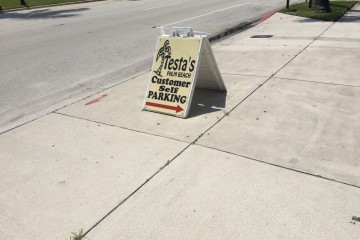 Testa's
PALM BEACH
Customer
Self
PARKING